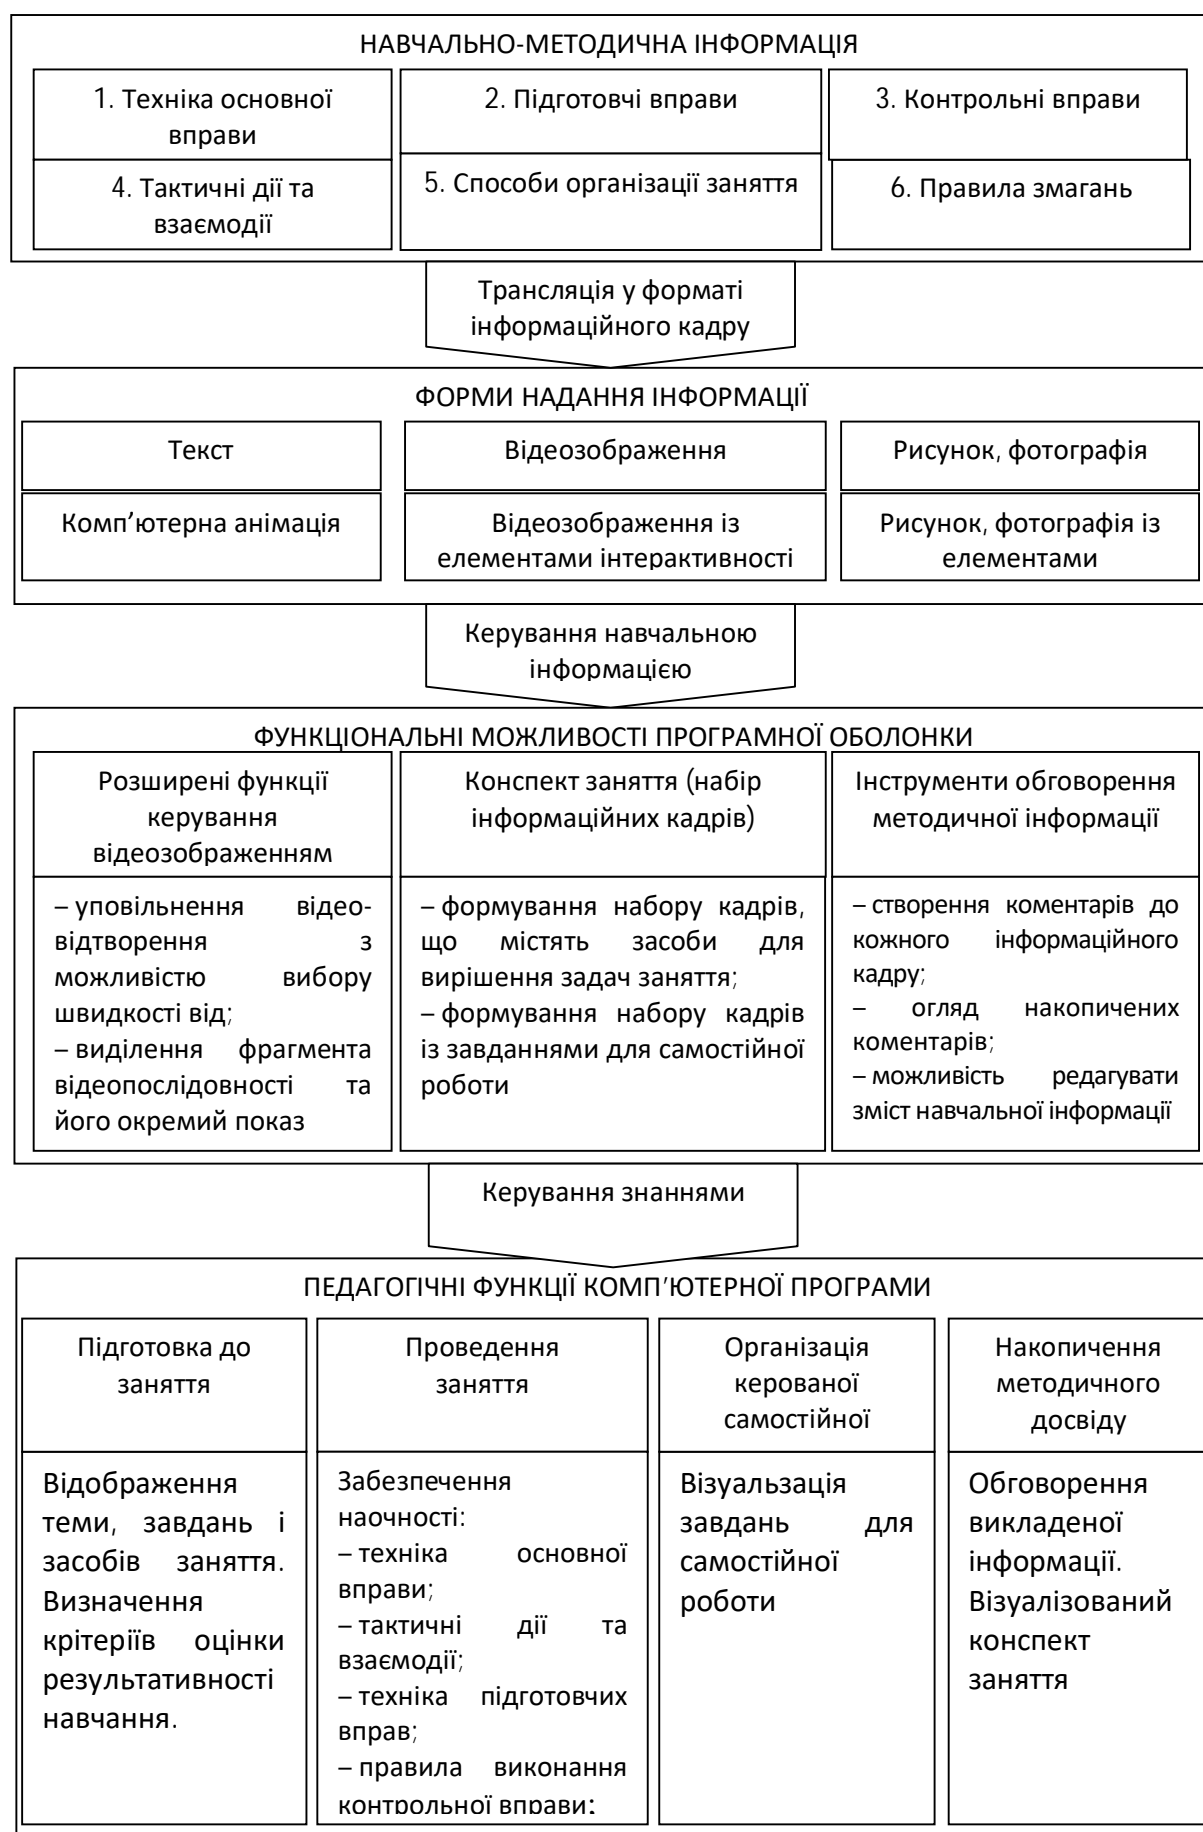 НАВЧАЛЬНО-МЕТОДИЧНА ІНФОРМАЦІЯ
1. Техніка основної
вправи
2. Підготовчі вправи
3. Контрольні вправи
4. Тактичні дії та
взаємодії
5. Способи організації заняття
6. Правила змагань
Трансляція у форматі
інформаційного кадру
ФОРМИ НАДАННЯ ІНФОРМАЦІЇ
Текст
Відеозображення
Рисунок, фотографія
Комп’ютерна анімація
Відеозображення із
елементами інтерактивності
Рисунок, фотографія із
елементами
Керування навчальною
інформацією
ФУНКЦІОНАЛЬНІ МОЖЛИВОСТІ ПРОГРАМНОЇ ОБОЛОНКИ
Розширені функції
керування
відеозображенням
Конспект заняття (набір
інформаційних кадрів)
Інструменти обговорення
методичної інформації
– уповільнення відео-
відтворення з
можливістю вибору
швидкості від;
– виділення фрагмента
відеопослідовності та
його окремий показ
– формування набору кадрів,
що містять засоби для
вирішення задач заняття;
– формування набору кадрів
із завданнями для самостійної
роботи
– створення коментарів до
кожного інформаційного
кадру;
– огляд накопичених
коментарів;
– можливість редагувати
зміст навчальної інформації
Керування знаннями
ПЕДАГОГІЧНІ ФУНКЦІЇ КОМП’ЮТЕРНОЇ ПРОГРАМИ
Підготовка до
заняття
Проведення
заняття
Організація
керованої
самостійної
Накопичення
методичного
досвіду
Відображення
теми, завдань і
засобів заняття.
Визначення
крітеріїв оцінки
результативності
навчання.
Забезпечення
наочності:
– техніка основної
вправи;
– тактичні дії та
взаємодії;
– техніка підготовчих
вправ;
– правила виконання
контрольної вправи;
Візуальзація
завдань для
самостійної
роботи
Обговорення
викладеної
інформації.
Візуалізований
конспект
заняття